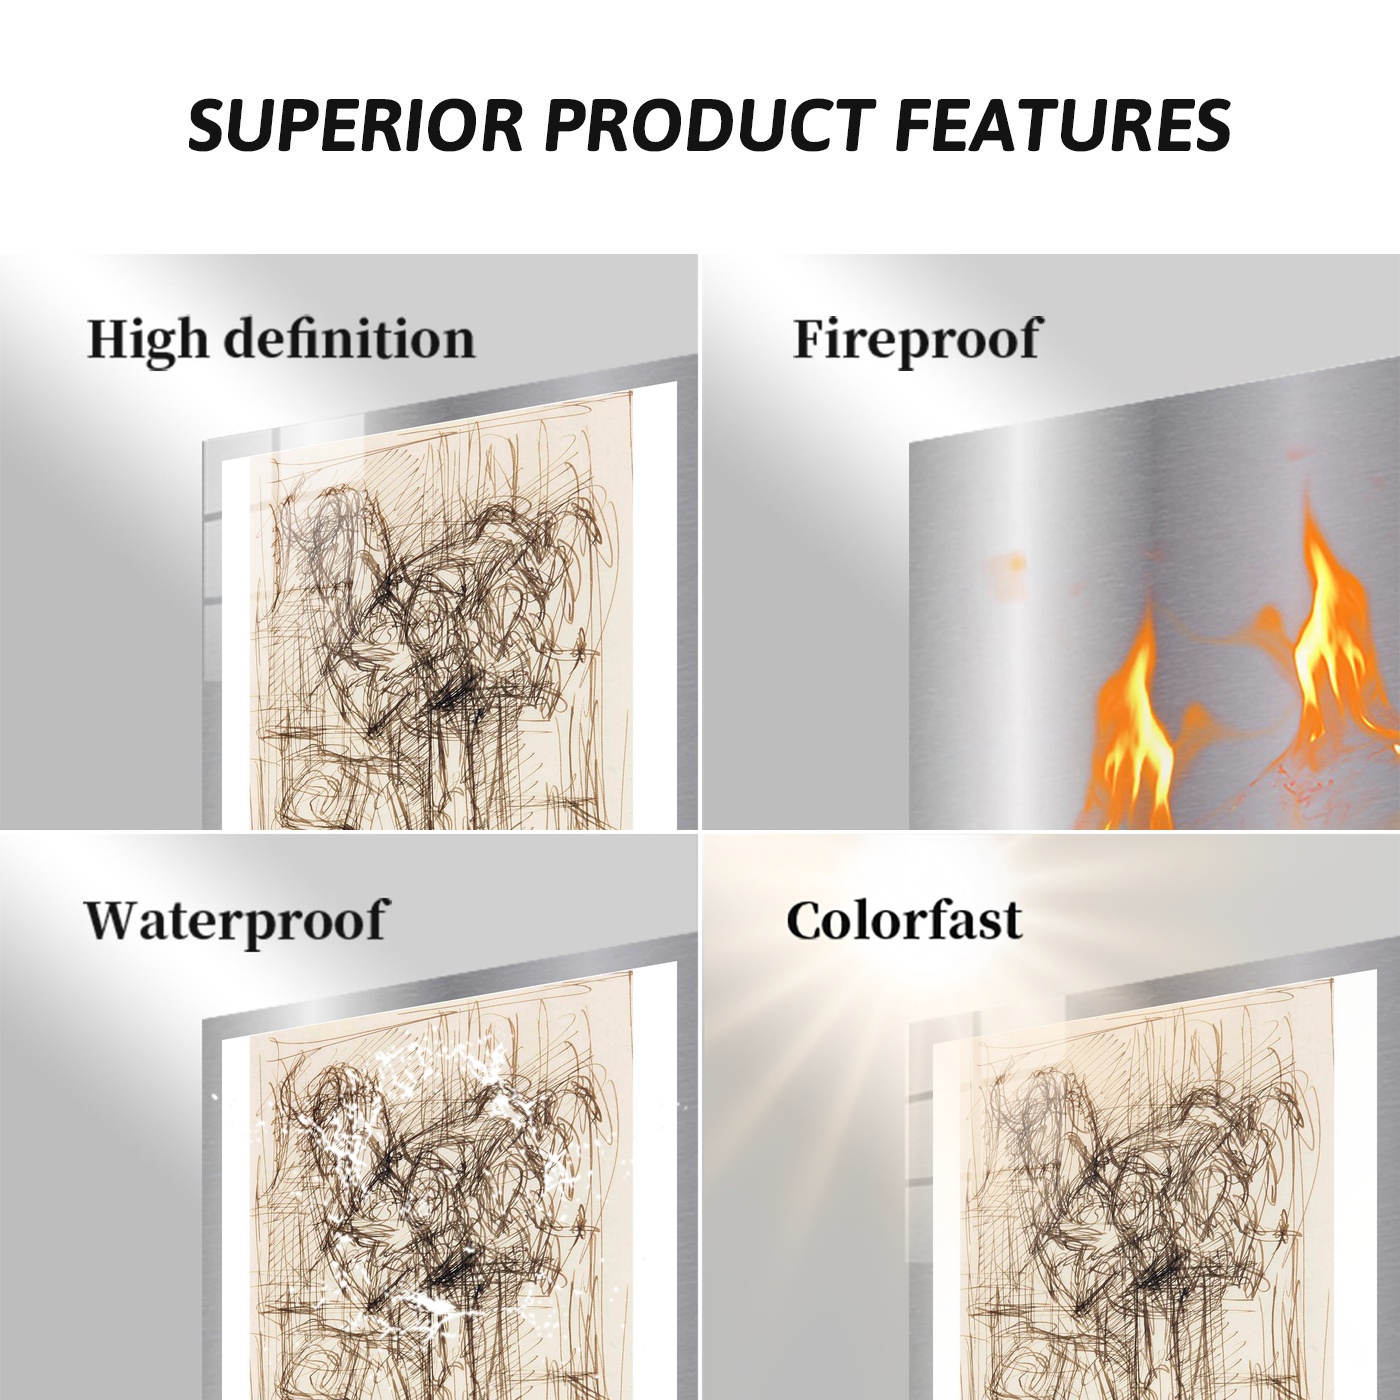 SUPERIOR PRODUCT FEATURES
High definition
Fireproof
Waterproof
Colorfast